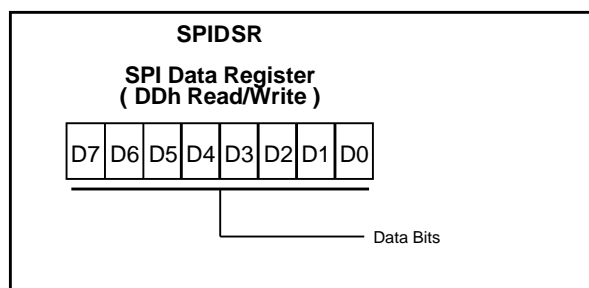 SPIDSR
SPI Data Register
( DDh Read/Write )
D7 D6 D5 D4 D3 D2 D1 D0
Data Bits